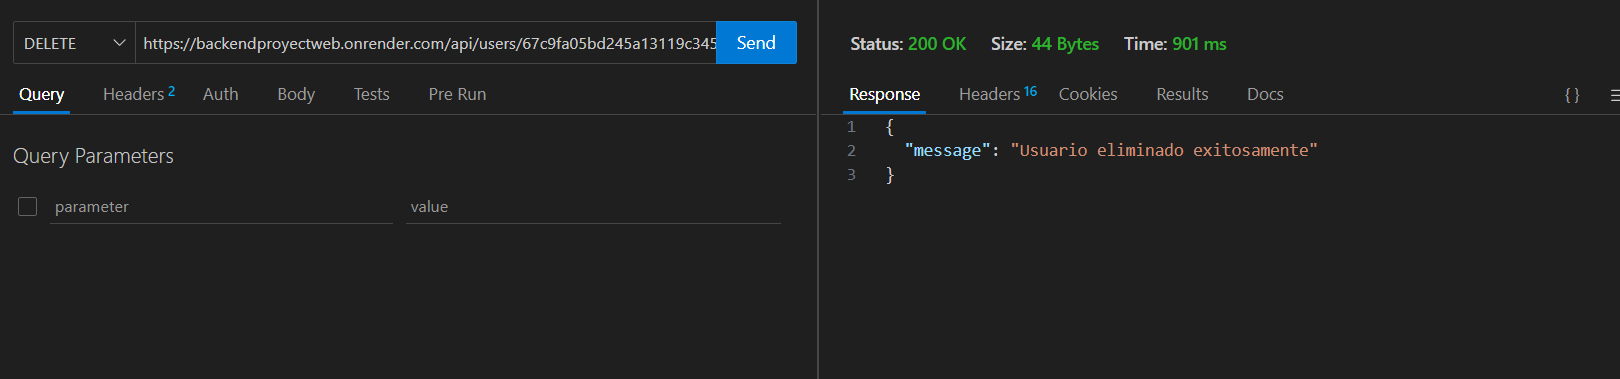 DELETE https://backendproyectweb.onrender.com/api/users/67c9fa05bd245a13119c345 Send
Query Headers 2 Auth Body Tests Pre Run
Query Parameters
parameter value
Status: 200 OK Size: 44 Bytes Time: 901 ms
Response Headers 16 Cookies Results Docs { }
1 {
2 "message": "Usuario eliminado exitosamente"
3 }